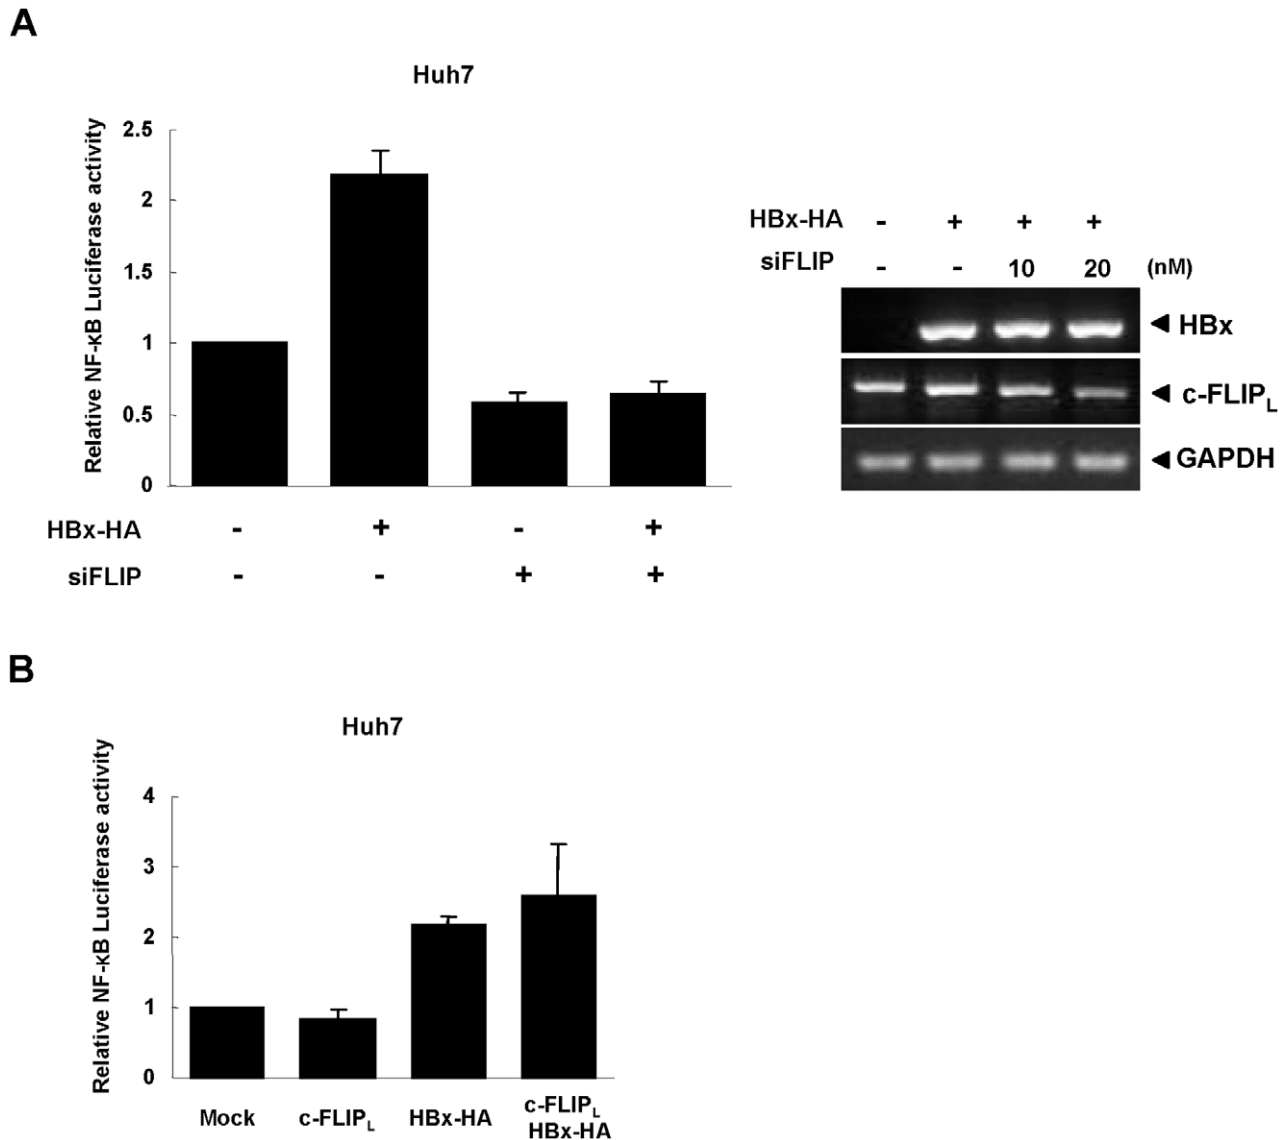 A
Huh7
Relative NF-κB Luciferase activity
2.5
2
1.5
1
0.5
0
HBx-HA - + - +
siFLIP - - + +
HBx-HA - + + +
siFLIP - - 10 20 (nM)
HBx
c-FLIPL
GAPDH
B
Huh7
Relative NF-κB Luciferase activity
4
3
2
1
0
Mock c-FLIPL HBx-HA c-FLIPL
HBx-HA